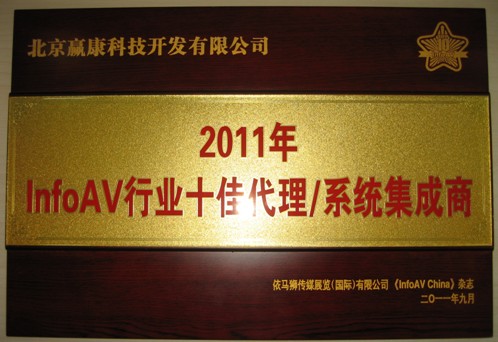 北京赢康科技开发有限公司
10
2011年
InfoAV行业十佳代理/系统集成商
依马狮传媒展览(国际)有限公司《InfoAV China》杂志
二〇一一年九月